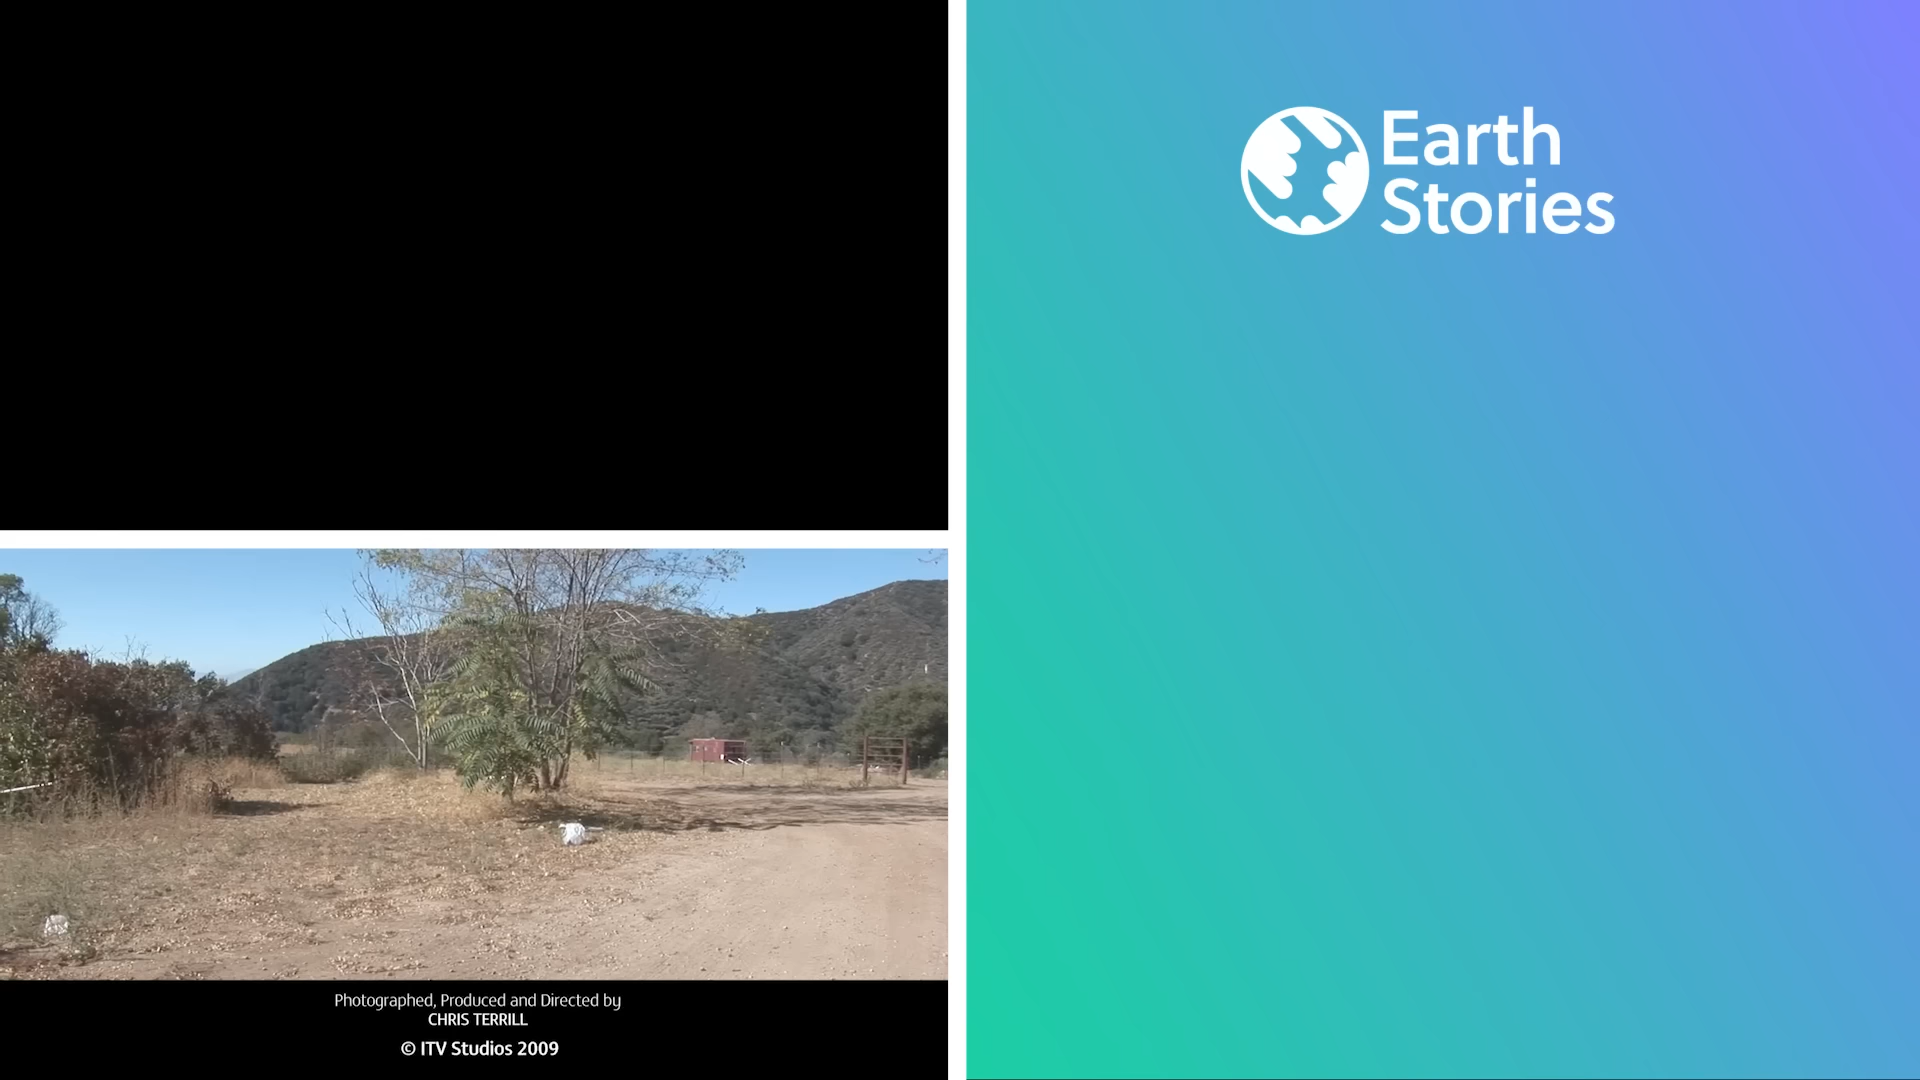 Earth
Stories
Photographed, Produced and Directed by
CHRIS TERRILL
© ITV Studios 2009